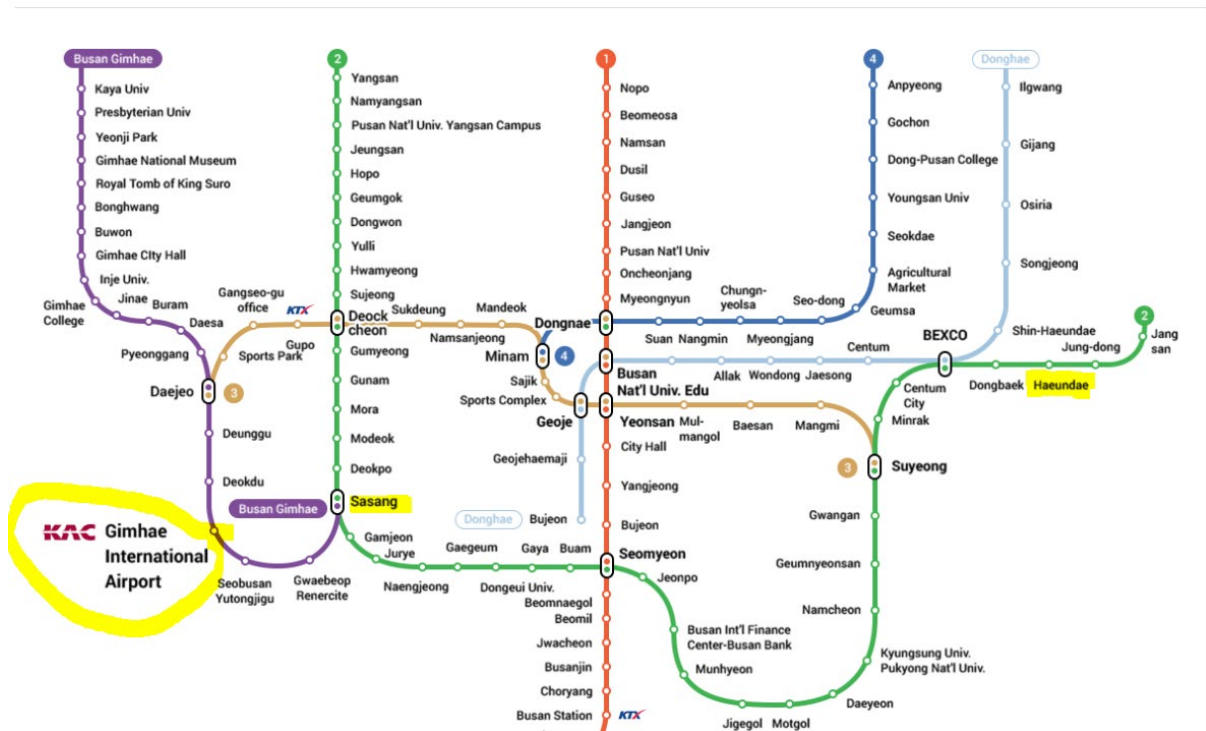 Busan Gimhae
Kaya Univ
Presbyterian Univ
Yeonji Park
Gimhae National Museum
Royal Tomb of King Suro
Bonghwang
Buwon
Gimhae CIty Hall
Inje Univ.
Gimhae
College
Jinae
Buram
Daesa
Pyeonggang
Daejeo
3
Deunggu
Deokdu
KAC
Gimhae
International
Airport
Seobusan
Yutongjigu
Gwaebeop
Renercite
Busan Gimhae
Gangseo-gu
office
Sports Park
KTX
Gupo
2
Yangsan
Namyangsan
Pusan Nat'l Univ. Yangsan Campus
Jeungsan
Hopo
Geumgok
Dongwon
Yulli
Hwamyeong
Sujeong
Deock
cheon
Gumyeong
Gunam
Mora
Modeok
Deokpo
Sasang
Gamjeon
Jurye
Naengjeong
Gaegeum
Dongeui Univ.
Gaya
Buam
Sukdeung
Namsanjeong
Mandeok
Minam
4
Sajik
Sports Complex
Geoje
Geojehaemaji
Donghae
Bujeon
1
Nopo
Beomeosa
Namsan
Dusil
Guseo
Jangjeon
Pusan Nat'l Univ
Oncheonjang
Myeongnyun
Dongnae
Busan
Nat'l Univ. Edu
Yeonsan
City Hall
Yangjeong
Bujeon
Seomyeon
Beomnaegol
Beomil
Jwacheon
Busanjin
Choryang
Busan Station
KTX
Suan
Nangmin
Chungn-
yeolsa
Myeongjang
Seo-dong
Geumsa
4
Anpyeong
Gochon
Dong-Pusan College
Youngsan Univ
Seokdae
Agricultural
Market
Donghae
Ilgwang
Gijang
Osiria
Songjeong
Shin-Haeundae
BEXCO
Centum
Jaesong
Wondong
Allak
Mul-
mangol
Baesan
Mangmi
3
Suyeong
2
Jang
san
Jung-dong
Haeundae
Dongbaek
Centum
City
Minrak
Gwangan
Geumnyeonsan
Namcheon
Kyungsung Univ.
Pukyong Nat'l Univ.
Daeyeon
Motgol
Jigegol
Munhyeon
Busan Int'l Finance
Center-Busan Bank
Jeonpo